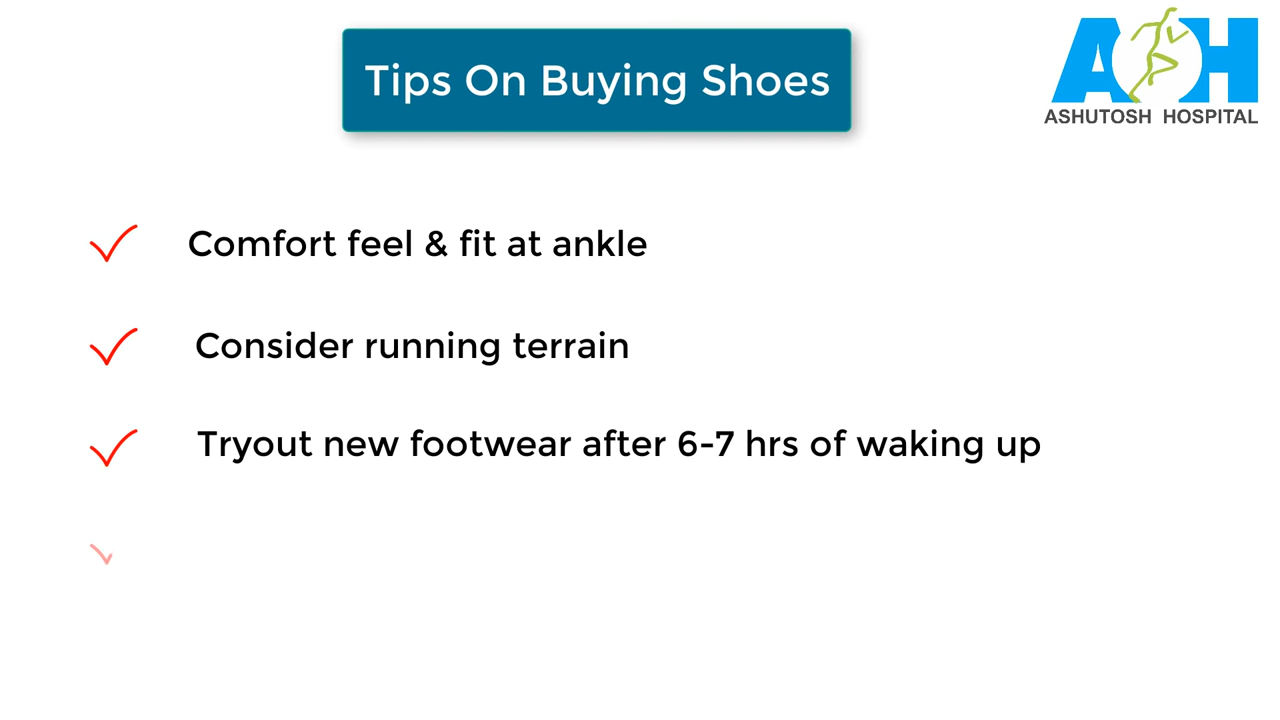 Tips On Buying Shoes
AOH
ASHUTOSH HOSPITAL
Comfort feel & fit at ankle
Consider running terrain
Tryout new footwear after 6-7 hrs of waking up